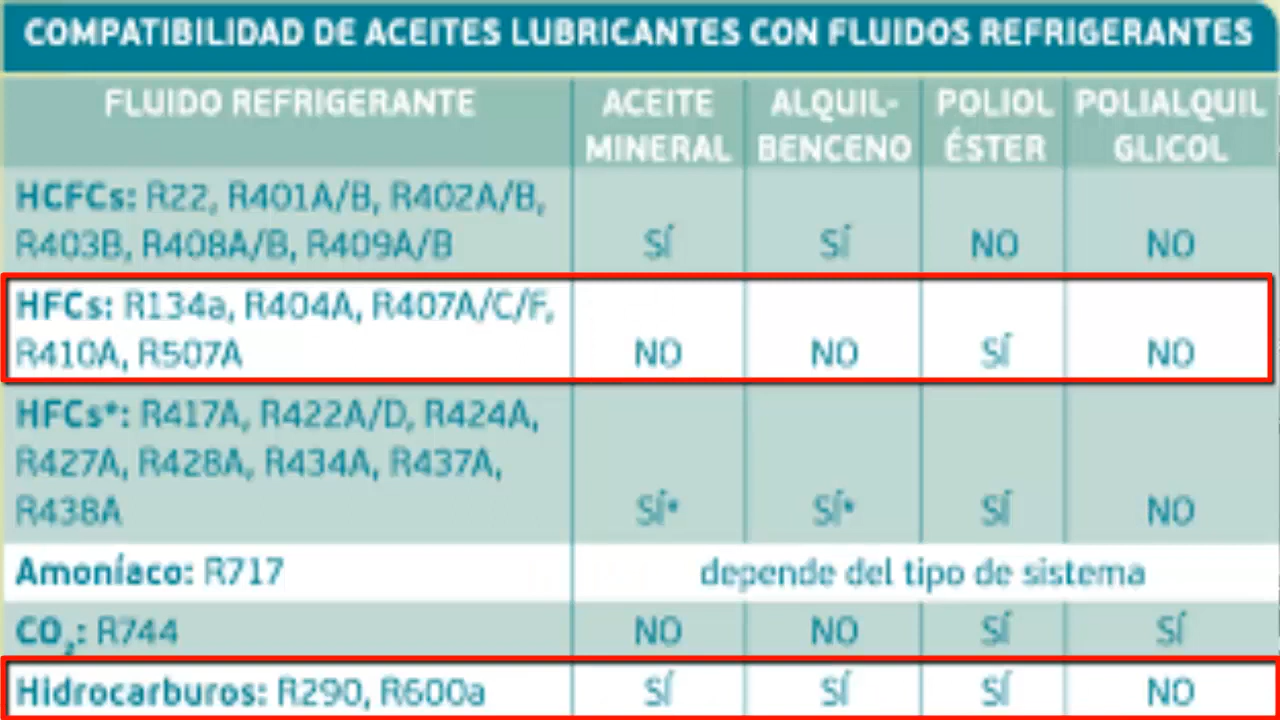 COMPATIBILIDAD DE ACEITES LUBRICANTES CON FLUIDOS REFRIGERANTES
FLUIDO REFRIGERANTE ACEITE MINERAL ALQUIL-BENCENO POLIOL ÉSTER POLIALQUIL GLICOL
HCFCs: R22, R401A/B, R402A/B,
R403B, R408A/B, R409A/B SÍ SÍ NO NO
HFCs: R134a, R404A, R407A/C/F,
R410A, R507A NO NO SÍ NO
HFCs*: R417A, R422A/D, R424A,
R427A, R428A, R434A, R437A,
R438A SÍ* SÍ* SÍ NO
Amoníaco: R717 depende del tipo de sistema
CO₂: R744 NO NO SÍ SÍ
Hidrocarburos: R290, R600a SÍ SÍ SÍ NO